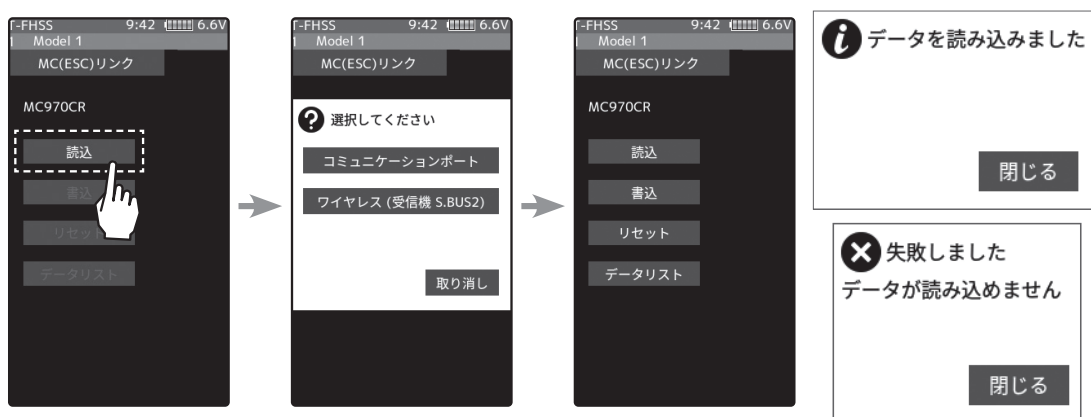 T-FHSS 9:42 6.6V
1 Model 1
MC(ESC)リンク
MC970CR
読込
書込
リセット
データリスト
T-FHSS 9:42 6.6V
1 Model 1
MC(ESC)リンク
選択してください
コミュニケーションポート
ワイヤレス (受信機 S.BUS2)
取り消し
T-FHSS 9:42 6.6V
1 Model 1
MC(ESC)リンク
MC970CR
読込
書込
リセット
データリスト
データを読み込みました
閉じる
失敗しました
データが読み込めません
閉じる